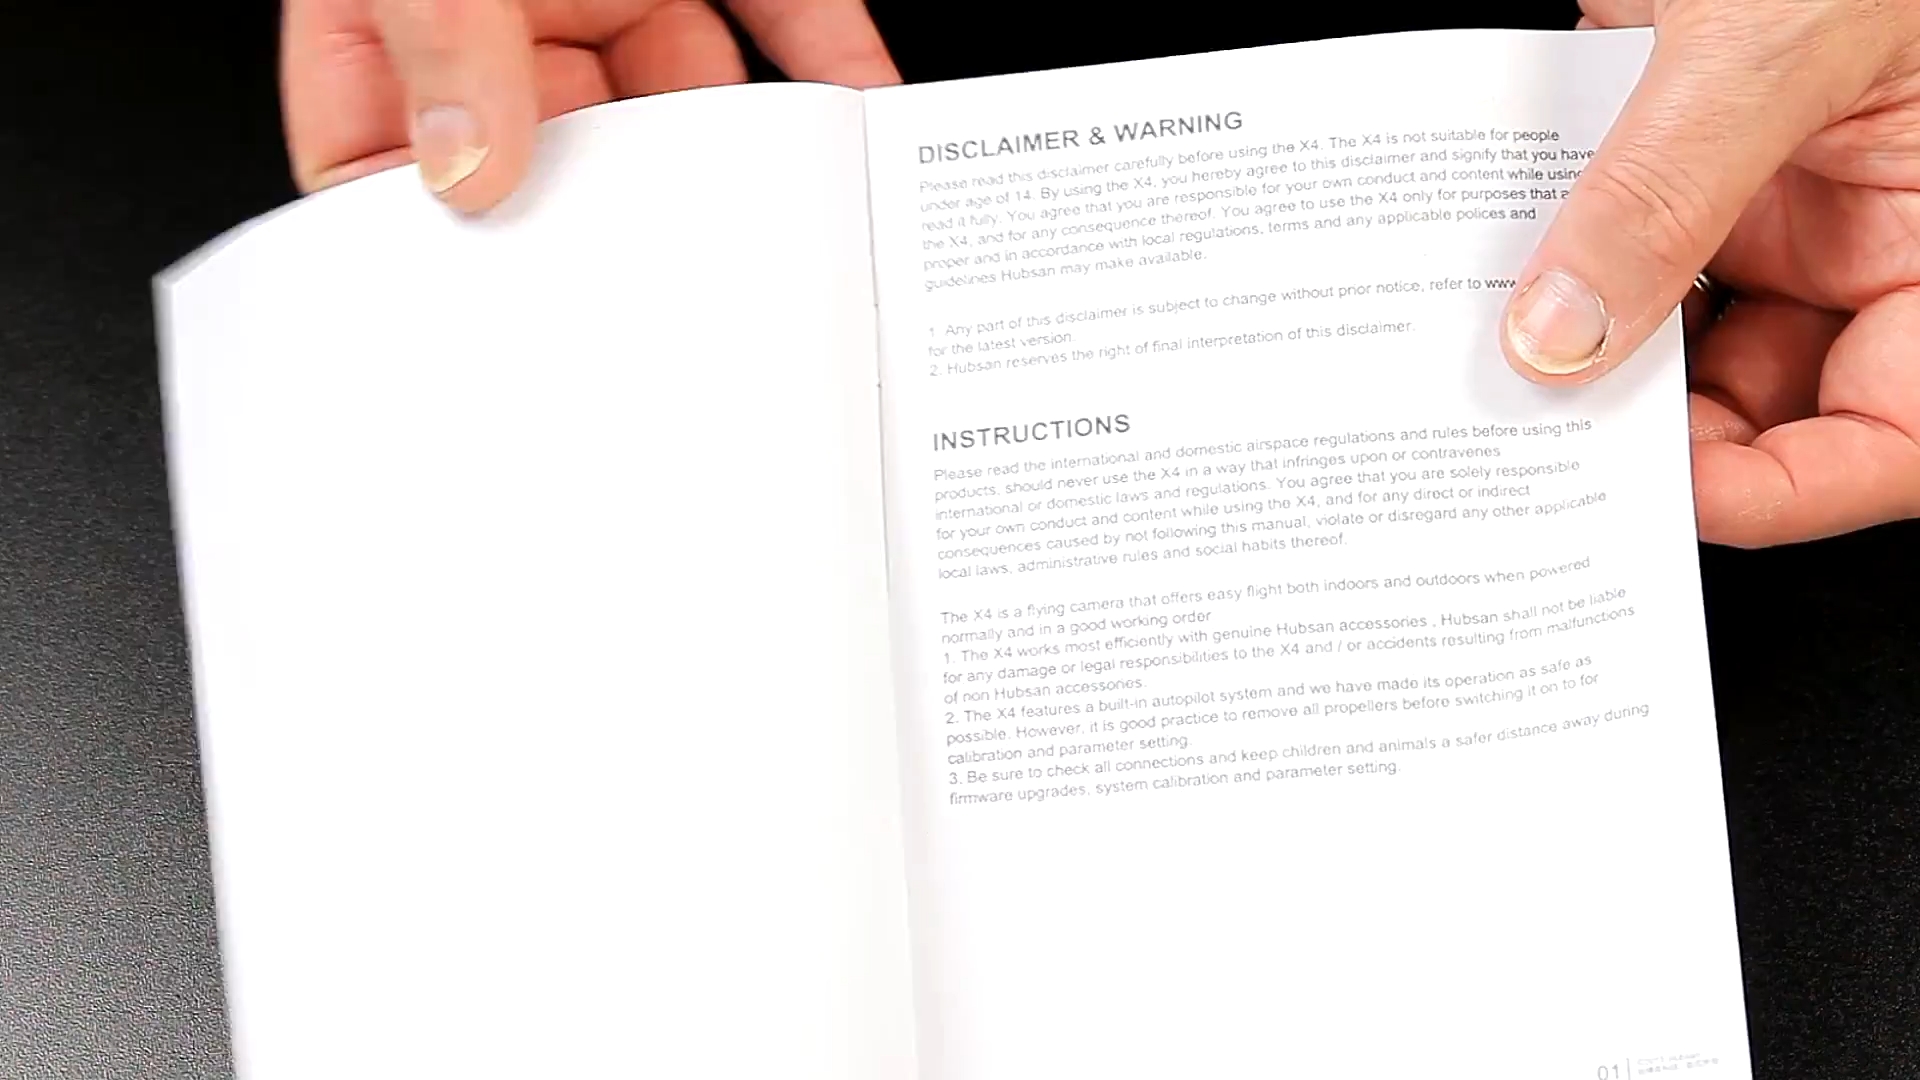 DISCLAIMER & WARNING
Please read this disclaimer carefully before using the X4. The X4 is not suitable for people
under age of 14. By using the X4, you hereby agree to this disclaimer and signify that you have
read it fully. You agree that you are responsible for your own conduct and content while using
the X4, and for any consequence thereof. You agree to use the X4 only for purposes that
proper and in accordance with local regulations, terms and any applicable polices and
guidelines Hubsan may make available.
1. Any part of this disclaimer is subject to change without prior notice, refer to www
for the latest version.
2. Hubsan reserves the right of final interpretation of this disclaimer.
INSTRUCTIONS
Please read the international and domestic airspace regulations and rules before using this
products, should never use the X4 in a way that infringes upon or contravenes
international or domestic laws and regulations. You agree that you are solely responsible
for your own conduct and content while using the X4, and for any direct or indirect
consequences caused by not following this manual, violate or disregard any other applicable
local laws, administrative rules and social habits thereof.
The X4 is a flying camera that offers easy flight both indoors and outdoors when powered
normally and in a good working order
1. The X4 works most efficiently with genuine Hubsan accessories , Hubsan shall not be liable
for any damage or legal responsibilities to the X4 and / or accidents resulting from malfunctions
of non Hubsan accessories.
2. The X4 features a built-in autopilot system and we have made its operation as safe as
possible. However, it is good practice to remove all propellers before switching it on to for
calibration and parameter setting.
3. Be sure to check all connections and keep children and animals a safer distance away during
firmware upgrades, system calibration and parameter setting.
01